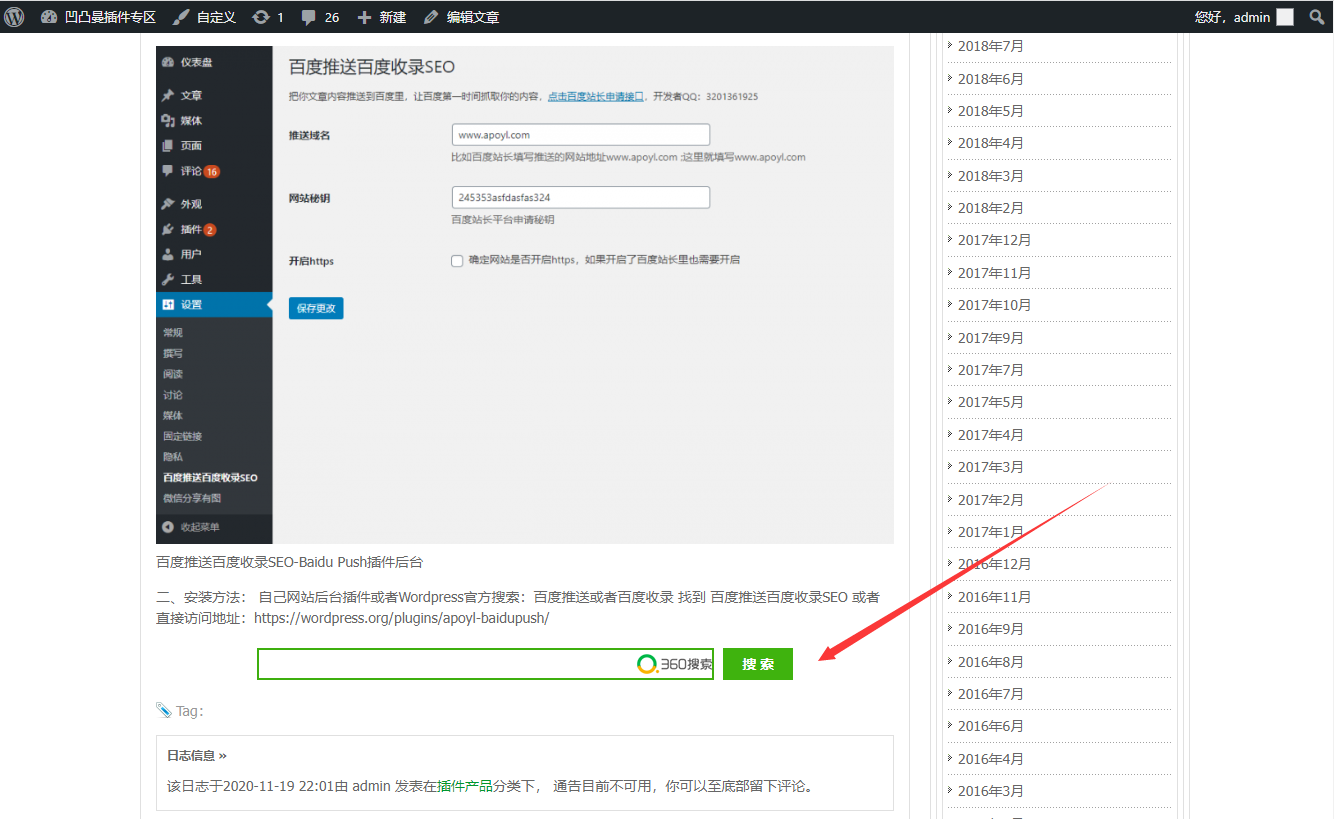 凹凸曼插件专区 自定义 1 26 新建 编辑文章 您好，admin
仪表盘
文章
媒体
页面
评论 16
外观
插件 2
用户
工具
设置
常规
撰写
阅读
讨论
媒体
固定链接
隐私
百度推送百度收录SEO
微信分享有图
收起菜单
百度推送百度收录SEO
把你文章内容推送到百度里，让百度第一时间抓取你的内容，点击百度站长申请接口，开发者QQ：3201361925
推送域名 www.apoyl.com
比如百度站长填写推送的网站地址www.apoyl.com :这里就填写www.apoyl.com
网站秘钥 245353asfdasfas324
百度站长平台申请秘钥
开启https 确定网站是否开启https，如果开启了百度站长里也需要开启
保存更改
百度推送百度收录SEO-Baidu Push插件后台
二、安装方法： 自己网站后台插件或者Wordpress官方搜索：百度推送或者百度收录 找到 百度推送百度收录SEO 或者
直接访问地址：https://wordpress.org/plugins/apoyl-baidupush/
360搜索 搜 索
Tag:
日志信息 »
该日志于2020-11-19 22:01由 admin 发表在插件产品分类下， 通告目前不可用，你可以至底部留下评论。
2018年7月
2018年6月
2018年5月
2018年4月
2018年3月
2018年2月
2017年12月
2017年11月
2017年10月
2017年9月
2017年7月
2017年5月
2017年4月
2017年3月
2017年2月
2017年1月
2016年12月
2016年11月
2016年9月
2016年8月
2016年7月
2016年6月
2016年4月
2016年3月